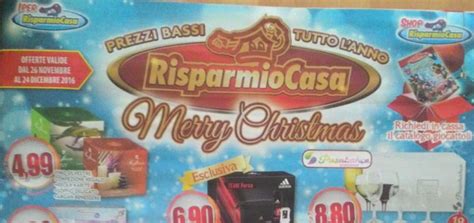 IPER
RisparmioCasa
OFFERTE VALIDE
DAL 26 NOVEMBRE
AL 24 DICEMBRE 2016
PREZZI BASSI TUTTO L'ANNO
RisparmioCasa
Merry Christmas
SHOP
RisparmioCasa
Richiedi in cassa
il catalogo giocattoli
4,99
Esclusiva
6,90
8,80